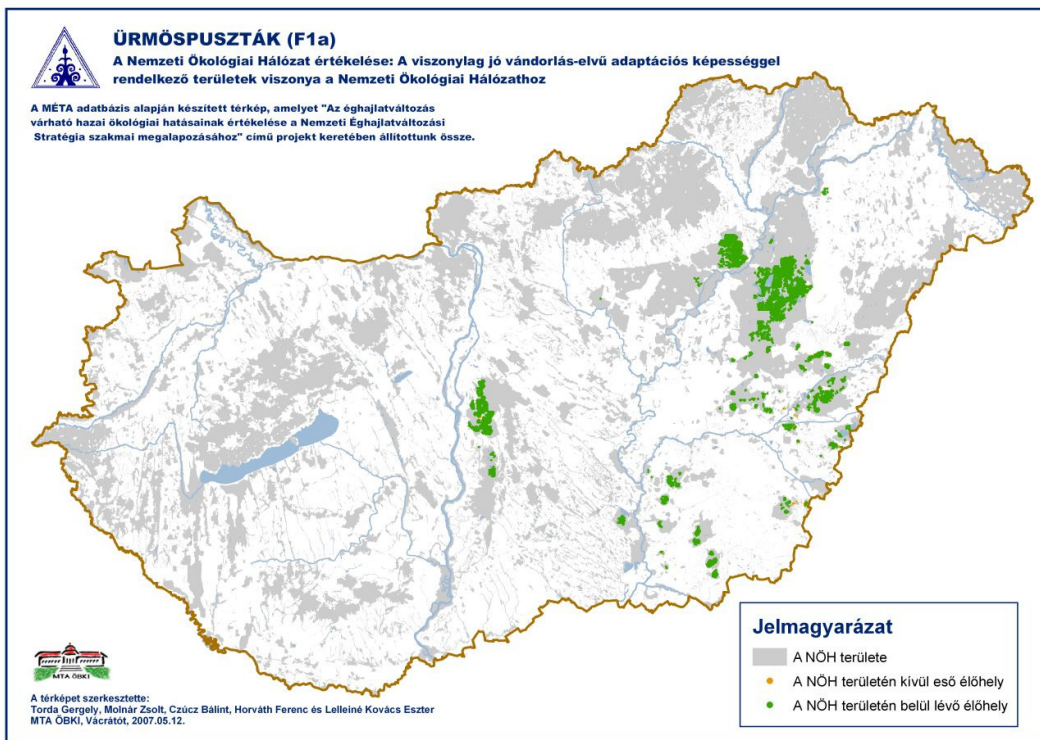 ÜRMÖSPUSZTÁK (F1a)
A Nemzeti Ökológiai Hálózat értékelése: A viszonylag jó vándorlás-elvű adaptációs képességgel
rendelkező területek viszonya a Nemzeti Ökológiai Hálózathoz
A MÉTA adatbázis alapján készített térkép, amelyet "Az éghajlatváltozás
várható hazai ökológiai hatásainak értékelése a Nemzeti Éghajlatváltozási
Stratégia szakmai megalapozásához" című projekt keretében állítottunk össze.
Jelmagyarázat
A NÖH területe
A NÖH területén kívül eső élőhely
A NÖH területén belül lévő élőhely
MTA ÖBKI
A térképet szerkesztette:
Torda Gergely, Molnár Zsolt, Czúcz Bálint, Horváth Ferenc és Lelleiné Kovács Eszter
MTA ÖBKI, Vácrátót, 2007.05.12.